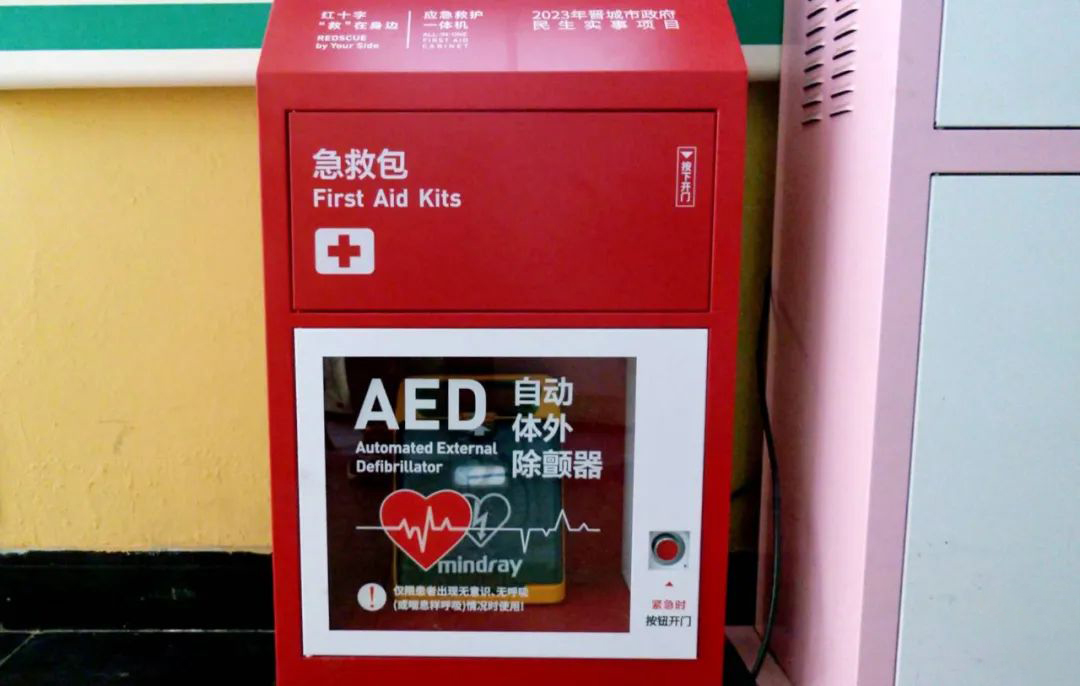 红十字
“救”在身边
REDSCUE
by Your Side
应急救护
一体机
ALL-IN-ONE
FIRST AID
CABINET
2023年晋城市政府
民生实事项目
急救包
First Aid Kits
按下开门
AED
Automated External
Defibrillator
自动
体外
除颤器
mindray
仅限患者出现无意识、无呼吸
(或喘息样呼吸)情况时使用!
紧急时
按钮开门